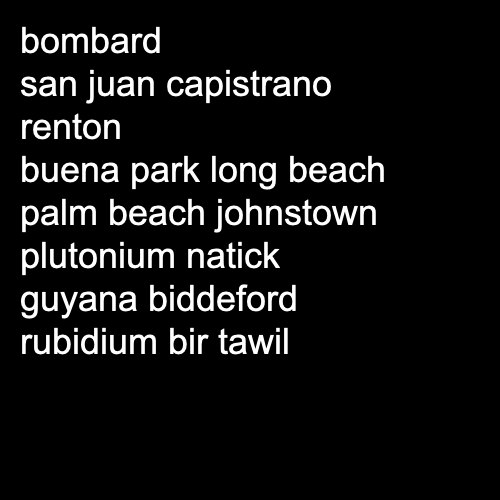 bombard
san juan capistrano
renton
buena park long beach
palm beach johnstown
plutonium natick
guyana biddeford
rubidium bir tawil